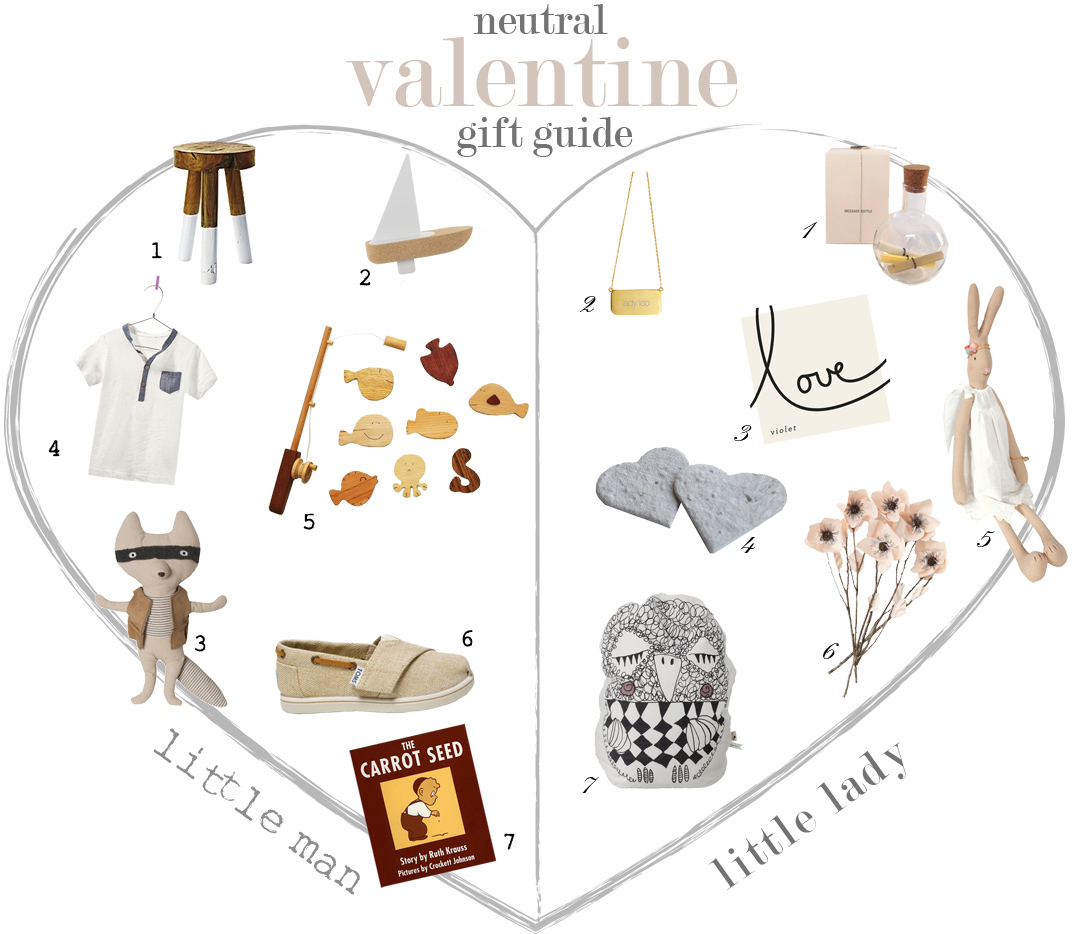 neutral
valentine
gift guide
1
2
4
5
3
6
THE
CARROT SEED
Story by Ruth Krauss
Pictures by Crockett Johnson
7
TOMS
little man
1
MESSAGE BOTTLE
2
lady loo
love
violet
3
4
5
6
7
little lady